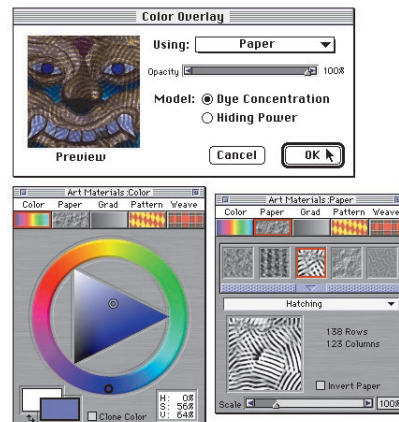 Color Overlay
Using: Paper
Opacity 100%
Model: Dye Concentration
Hiding Power
Preview
Cancel OK
Art Materials :Color
Color Paper Grad Pattern Weave
H: 0%
S: 56%
V: 64%
Clone Color
Art Materials :Paper
Color Paper Grad Pattern Weave
Hatching
138 Rows
123 Columns
Invert Paper
Scale 100%